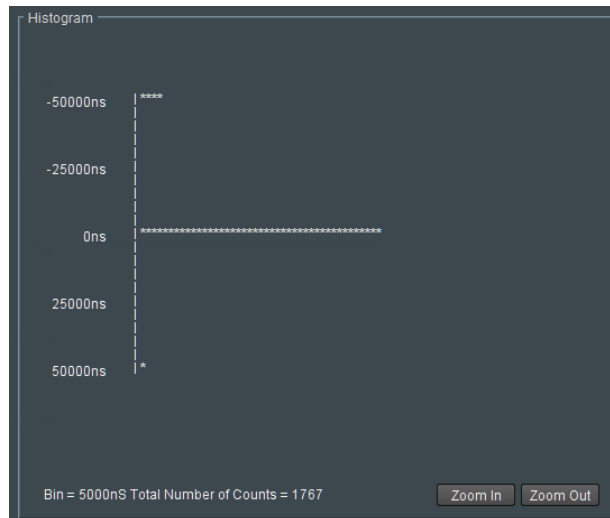 Histogram
-50000ns | ****
-25000ns
0ns | *******************************************
25000ns
50000ns | *
Bin = 5000nS Total Number of Counts = 1767
Zoom In Zoom Out